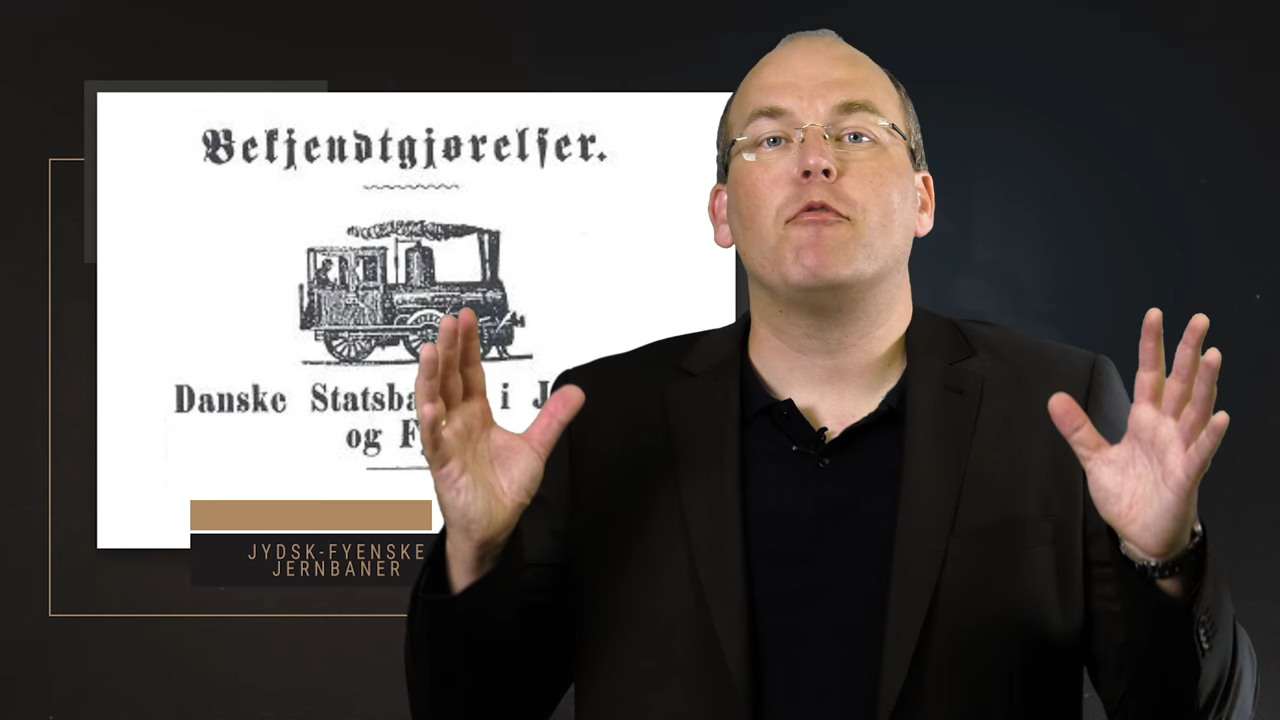 Bekjendtgjørelser.
Danske Statsba i J
og F
JYDSK-FYENSKE
JERNBANER